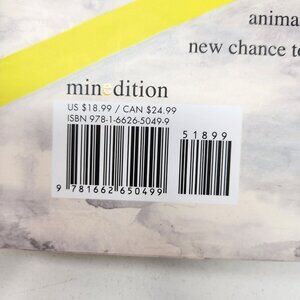 anima
new chance to
minedition
US $18.99 / CAN $24.99
ISBN 978-1-6626-5049-9
51899
9 781662 650499